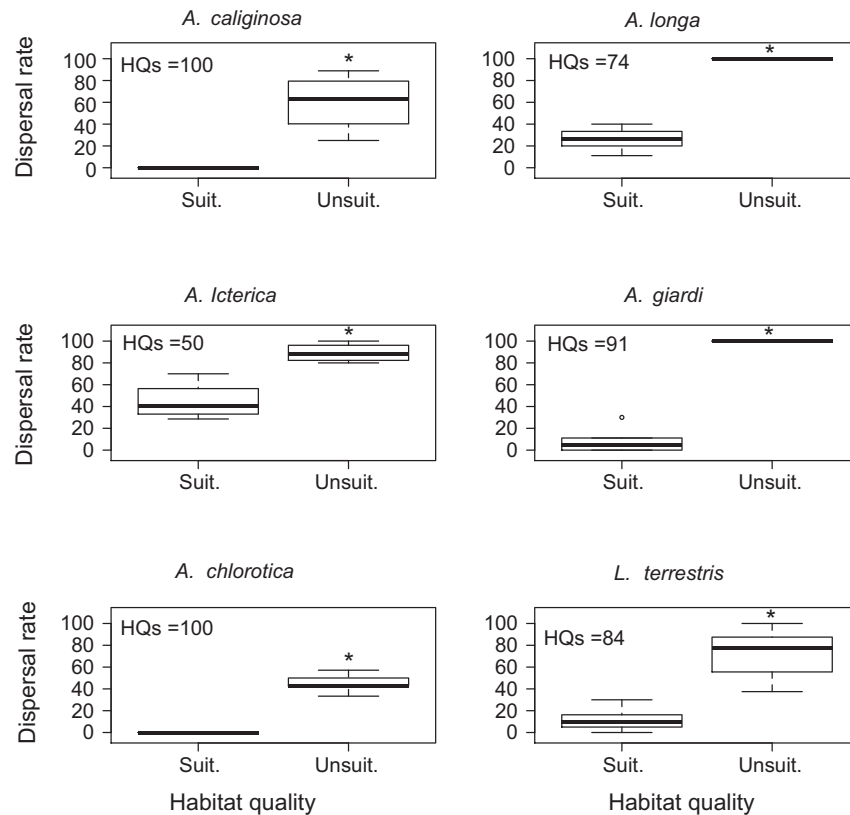 A. caliginosa
Dispersal rate
100
80
60
40
20
0
HQs =100
*
Suit.
Unsuit.
A. longa
100
80
60
40
20
0
HQs =74
*
Suit.
Unsuit.
A. Icterica
Dispersal rate
100
80
60
40
20
0
HQs =50
*
Suit.
Unsuit.
A. giardi
100
80
60
40
20
0
HQs =91
*
Suit.
Unsuit.
A. chlorotica
Dispersal rate
100
80
60
40
20
0
HQs =100
*
Suit.
Unsuit.
Habitat quality
L. terrestris
100
80
60
40
20
0
HQs =84
*
Suit.
Unsuit.
Habitat quality